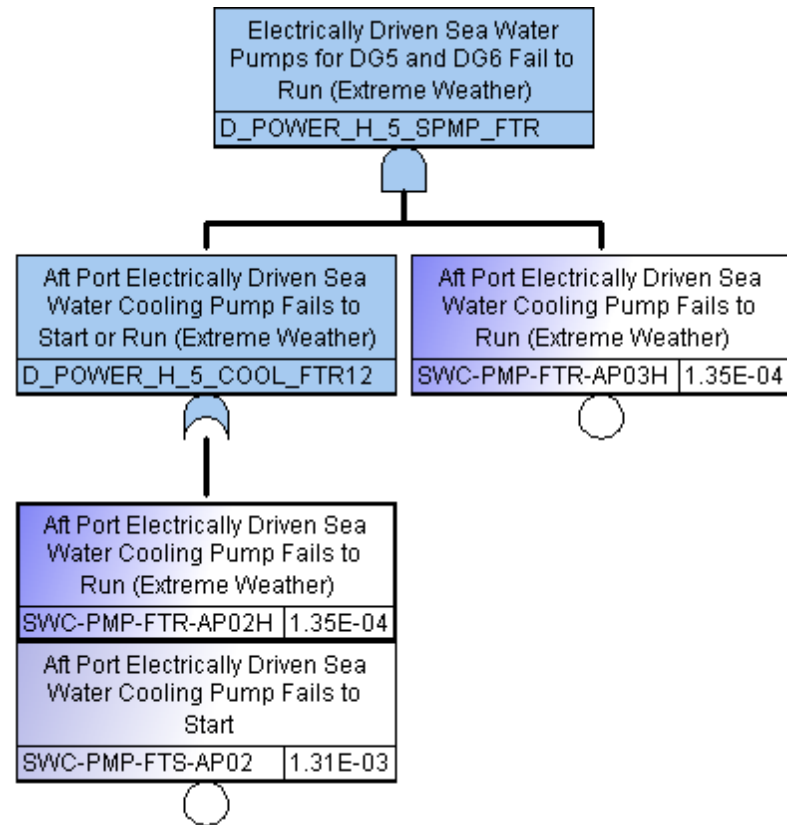 Electrically Driven Sea Water
Pumps for DG5 and DG6 Fail to
Run (Extreme Weather)
D_POWER_H_5_SPMP_FTR
Aft Port Electrically Driven Sea
Water Cooling Pump Fails to
Start or Run (Extreme Weather)
D_POWER_H_5_COOL_FTR12
Aft Port Electrically Driven Sea
Water Cooling Pump Fails to
Run (Extreme Weather)
SWC-PMP-FTR-AP03H 1.35E-04
Aft Port Electrically Driven Sea
Water Cooling Pump Fails to
Run (Extreme Weather)
SWC-PMP-FTR-AP02H 1.35E-04
Aft Port Electrically Driven Sea
Water Cooling Pump Fails to
Start
SWC-PMP-FTS-AP02 1.31E-03